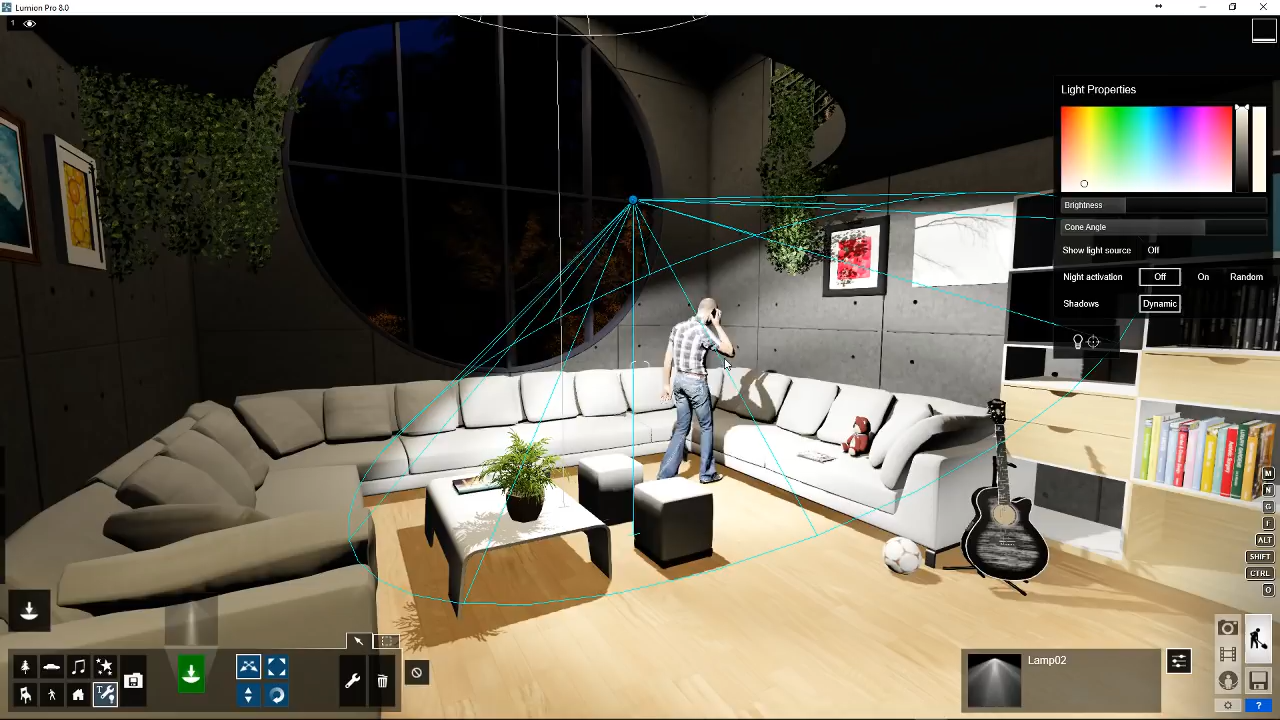 Lumion Pro 8.0
1
Light Properties
Brightness
Cone Angle
Show light source Off
Night activation Off On Random
Shadows Dynamic
M
N
G
F
ALT
SHIFT
CTRL
O
Lamp02
?